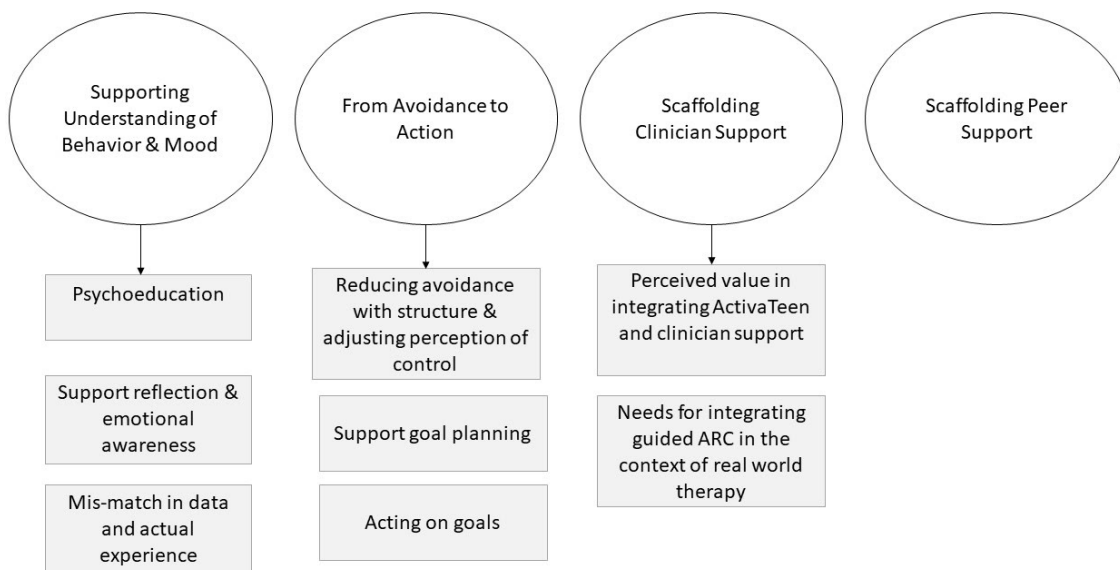 Supporting
Understanding of
Behavior & Mood
From Avoidance to
Action
Scaffolding
Clinician Support
Scaffolding Peer
Support
Psychoeducation
Support reflection &
emotional
awareness
Mis-match in data
and actual
experience
Reducing avoidance
with structure &
adjusting perception of
control
Support goal planning
Acting on goals
Perceived value in
integrating ActivaTeen
and clinician support
Needs for integrating
guided ARC in the
context of real world
therapy